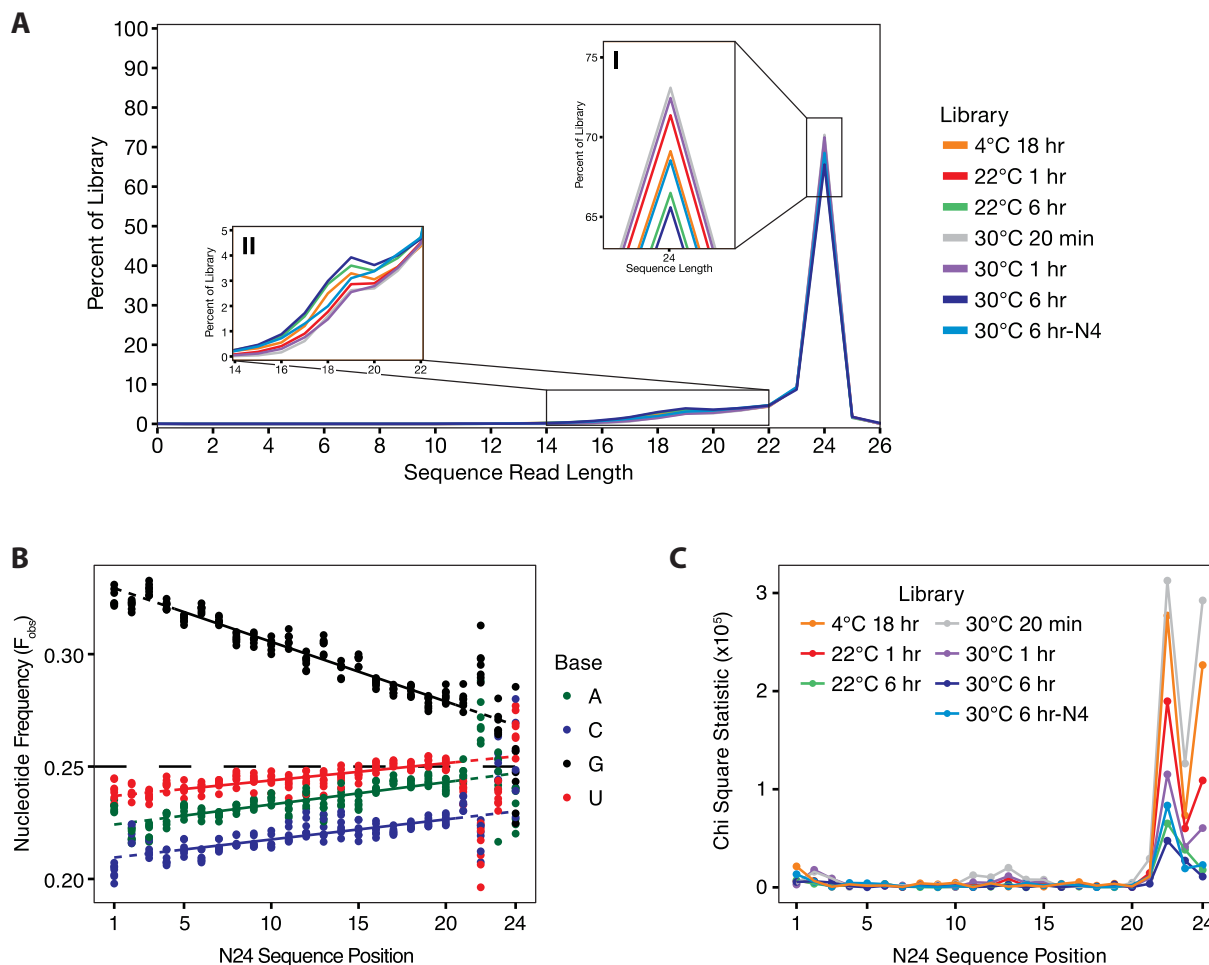 A
Percent of Library
100
90
80
70
60
50
40
30
20
10
0
0 2 4 6 8 10 12 14 16 18 20 22 24 26
Sequence Read Length
I
Percent of Library
75
70
65
24
Sequence Length
II
Percent of Library
5
4
3
2
1
0
14 16 18 20 22
Library
4°C 18 hr
22°C 1 hr
22°C 6 hr
30°C 20 min
30°C 1 hr
30°C 6 hr
30°C 6 hr-N4
B
Nucleotide Frequency (Fobs)
0.30
0.25
0.20
1 5 10 15 20 24
N24 Sequence Position
Base
A
C
G
U
C
Chi Square Statistic (x10⁵)
3
2
1
0
1 5 10 15 20 24
N24 Sequence Position
Library
4°C 18 hr
22°C 1 hr
22°C 6 hr
30°C 20 min
30°C 1 hr
30°C 6 hr
30°C 6 hr-N4